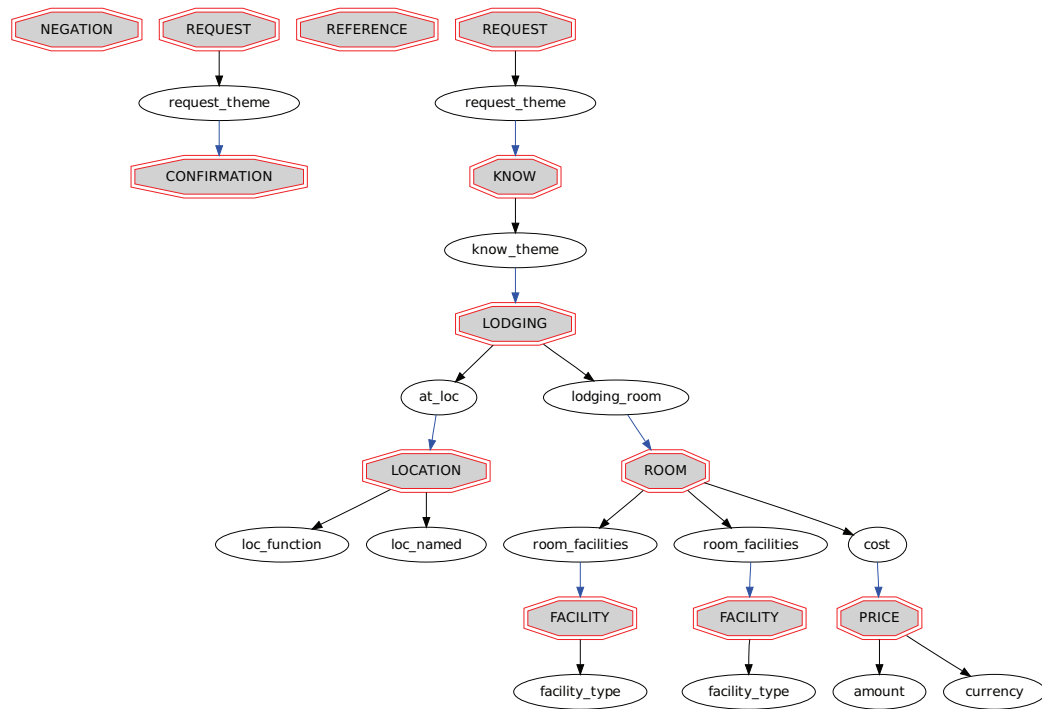 NEGATION REQUEST REFERENCE REQUEST
request_theme request_theme
CONFIRMATION KNOW
know_theme
LODGING
at_loc lodging_room
LOCATION ROOM
loc_function loc_named room_facilities room_facilities cost
FACILITY FACILITY PRICE
facility_type facility_type amount currency